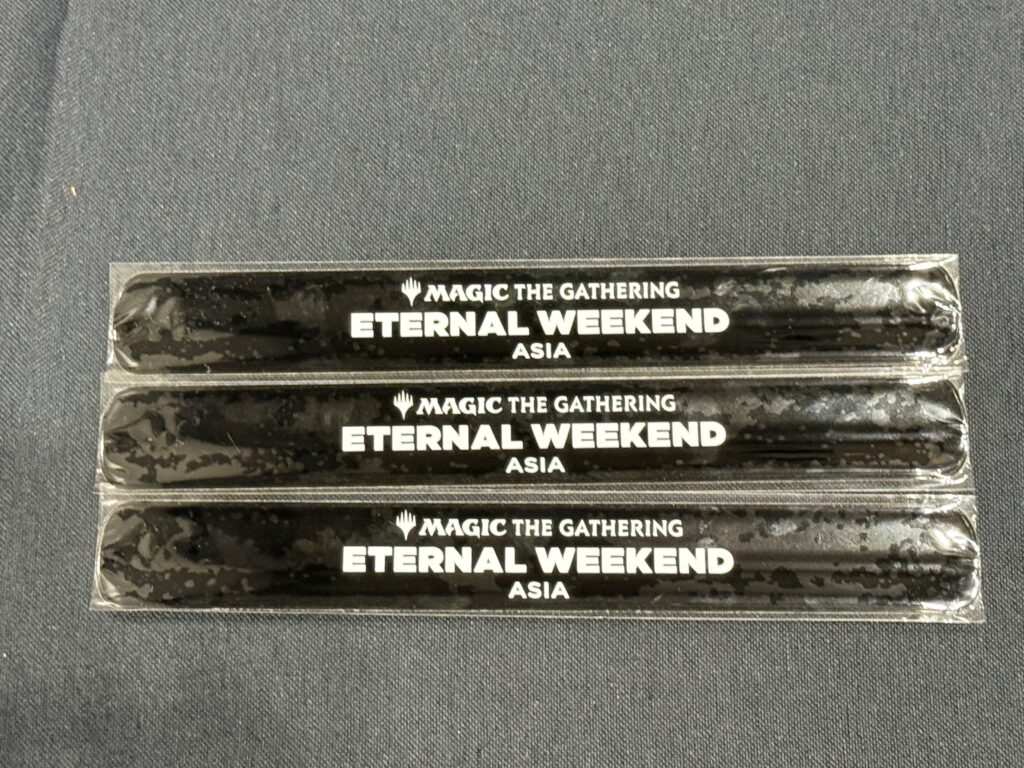 MAGIC THE GATHERING
ETERNAL WEEKEND
ASIA
MAGIC THE GATHERING
ETERNAL WEEKEND
ASIA
MAGIC THE GATHERING
ETERNAL WEEKEND
ASIA